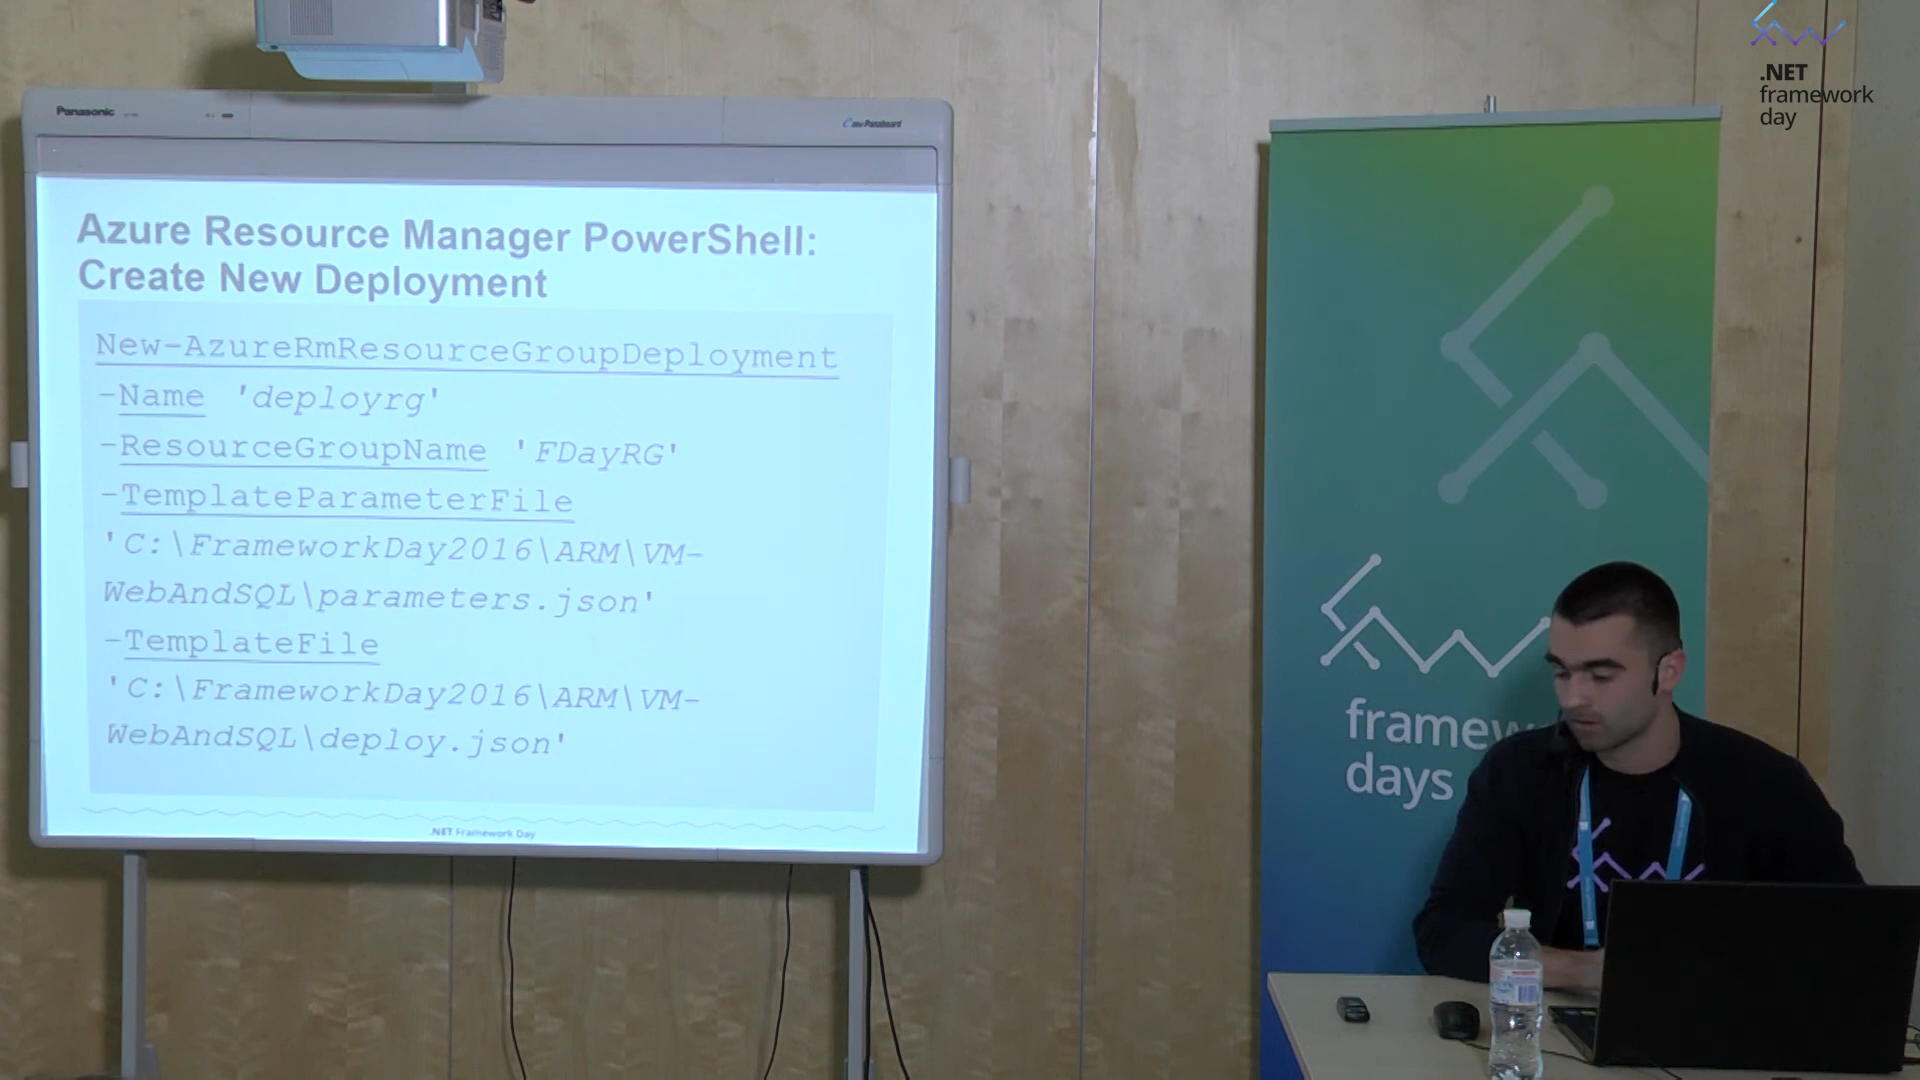 .NET
framework
day
Panasonic
Panaboard
Azure Resource Manager PowerShell:
Create New Deployment
New-AzureRmResourceGroupDeployment
-Name 'deployrg'
-ResourceGroupName 'FDayRG'
-TemplateParameterFile
'C:\FrameworkDay2016\ARM\VM-
WebAndSQL\parameters.json'
-TemplateFile
'C:\FrameworkDay2016\ARM\VM-
WebAndSQL\deploy.json'
.NET Framework Day
framew
days